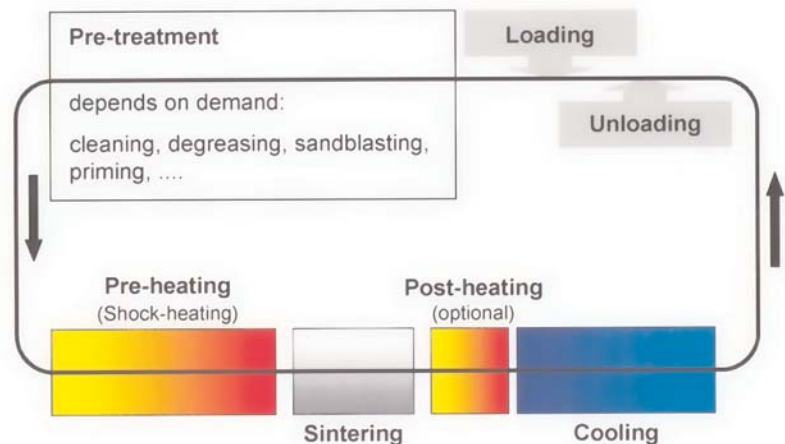 Pre-treatment
depends on demand:
cleaning, degreasing, sandblasting,
priming, ....
Loading
Unloading
Pre-heating
(Shock-heating)
Post-heating
(optional)
Sintering
Cooling